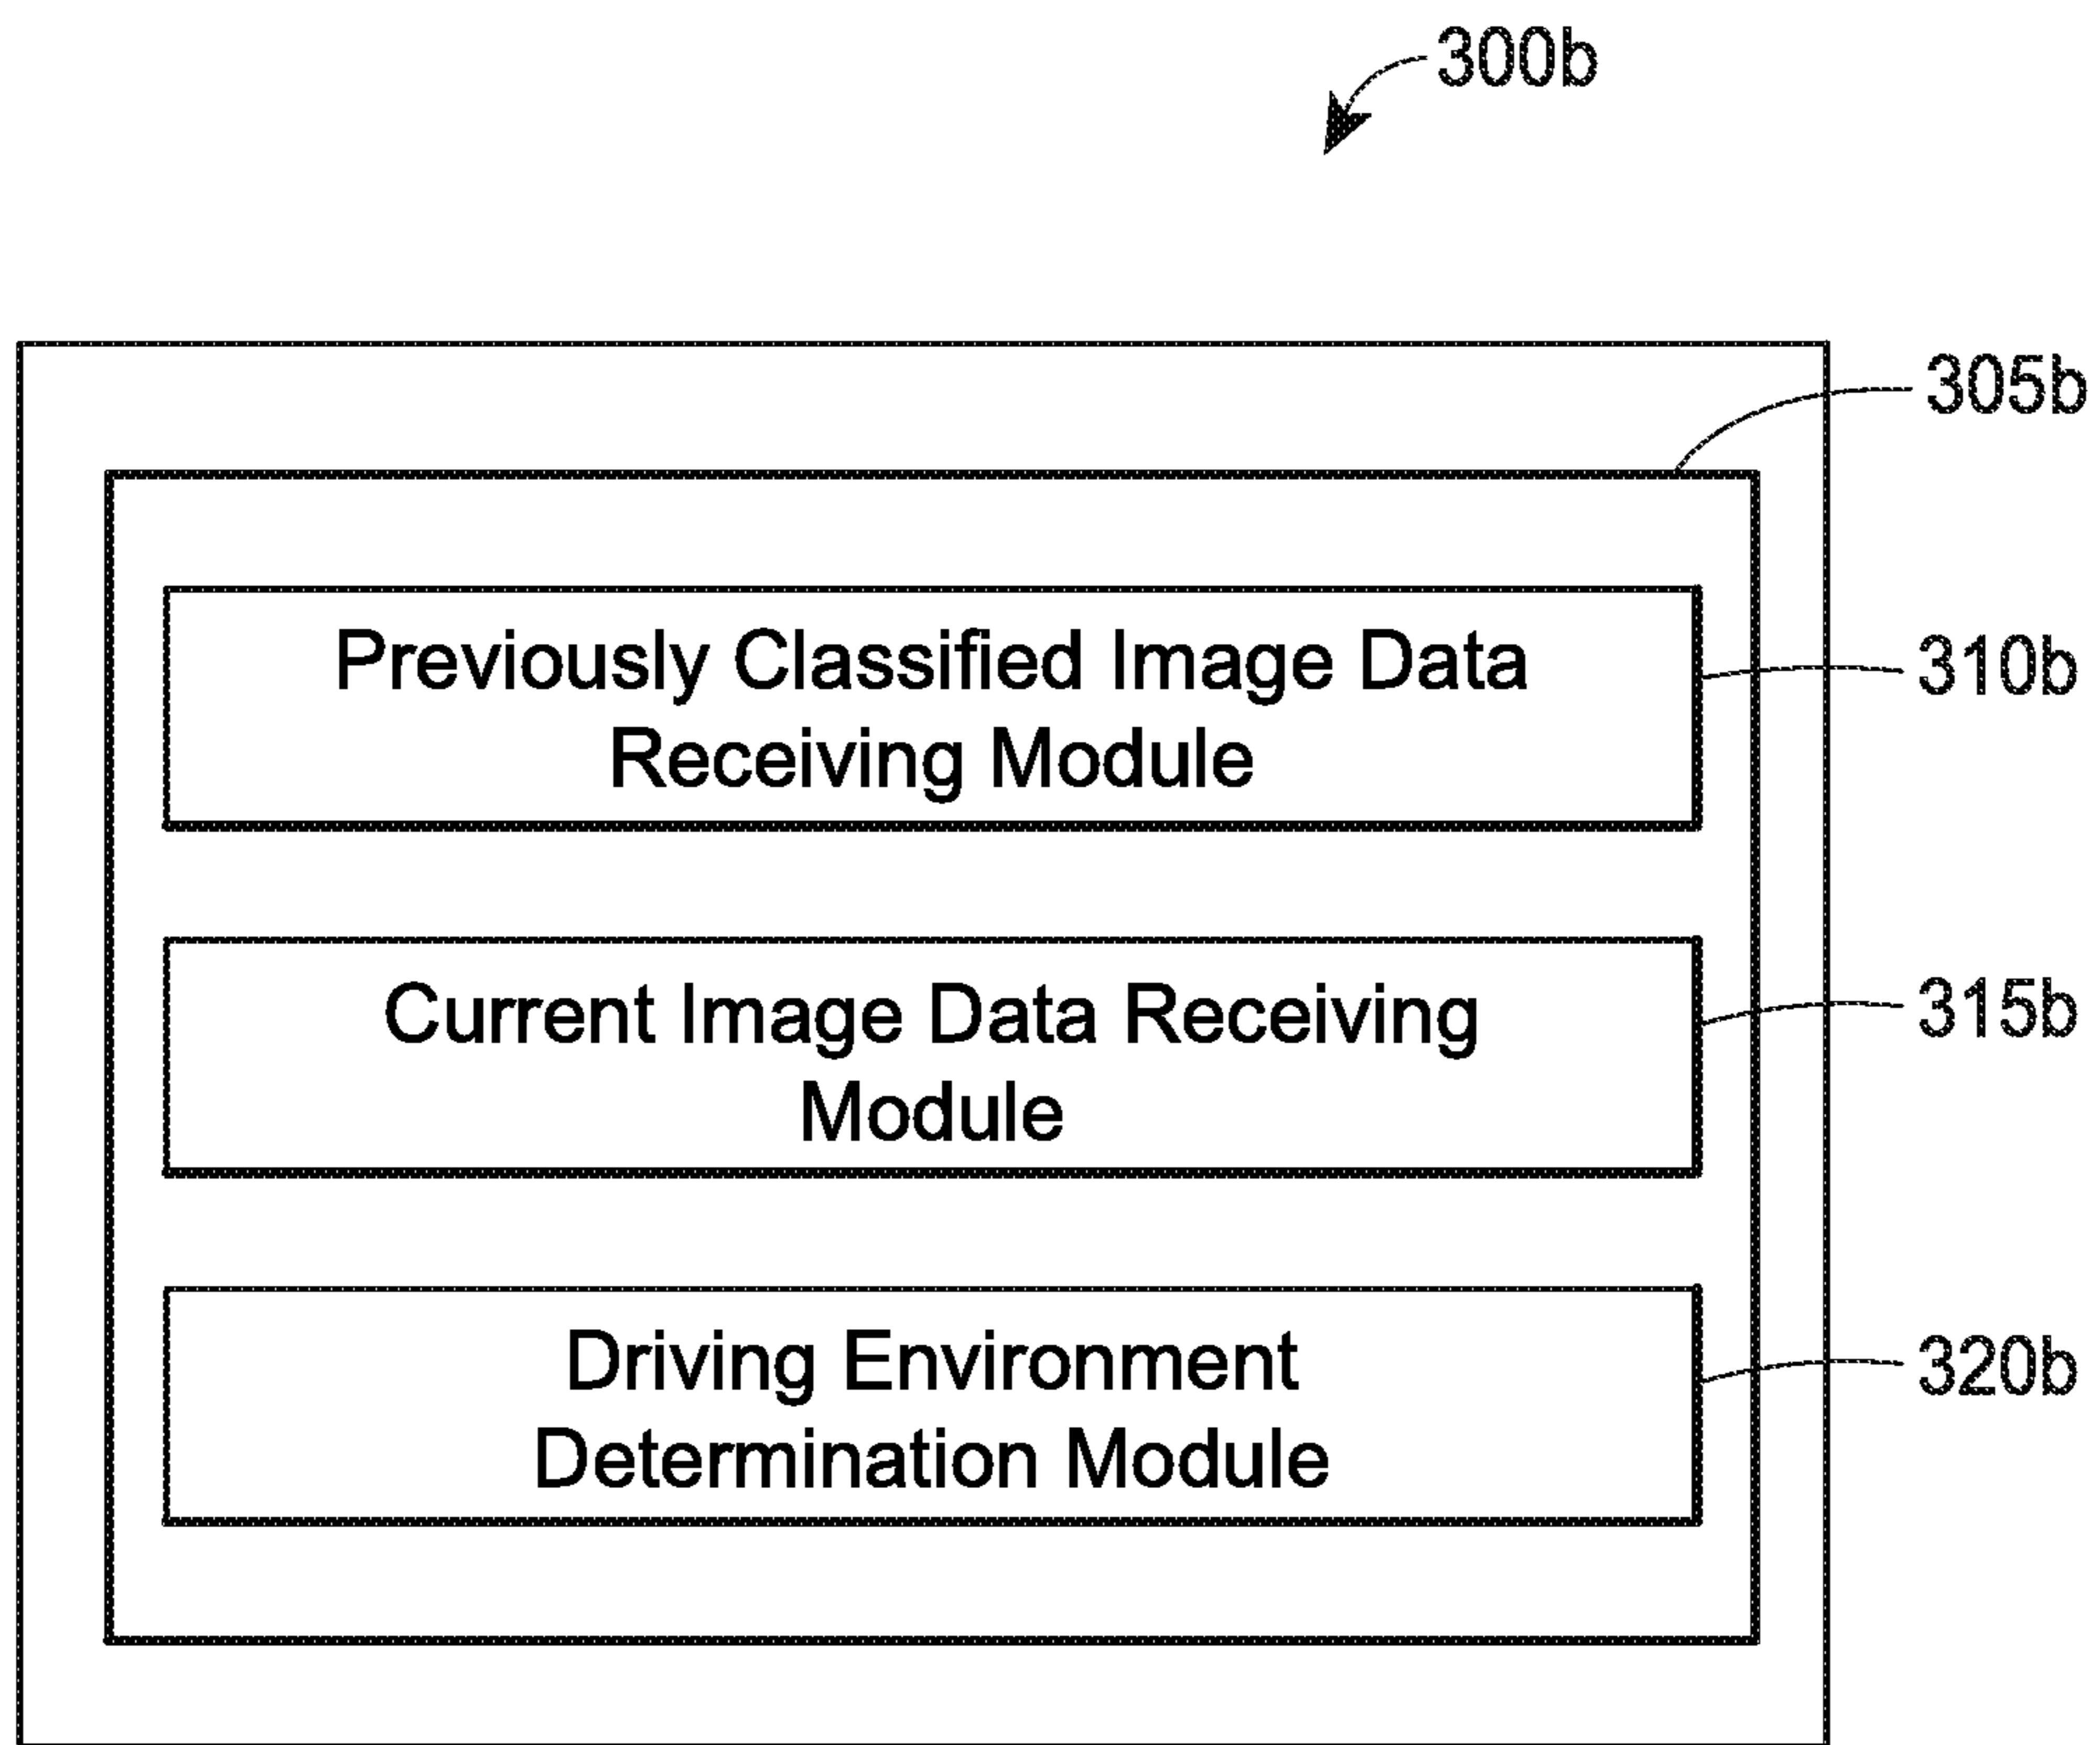 300b
305b
Previously Classified Image Data
Receiving Module
310b
Current Image Data Receiving
Module
315b
Driving Environment
Determination Module
320b